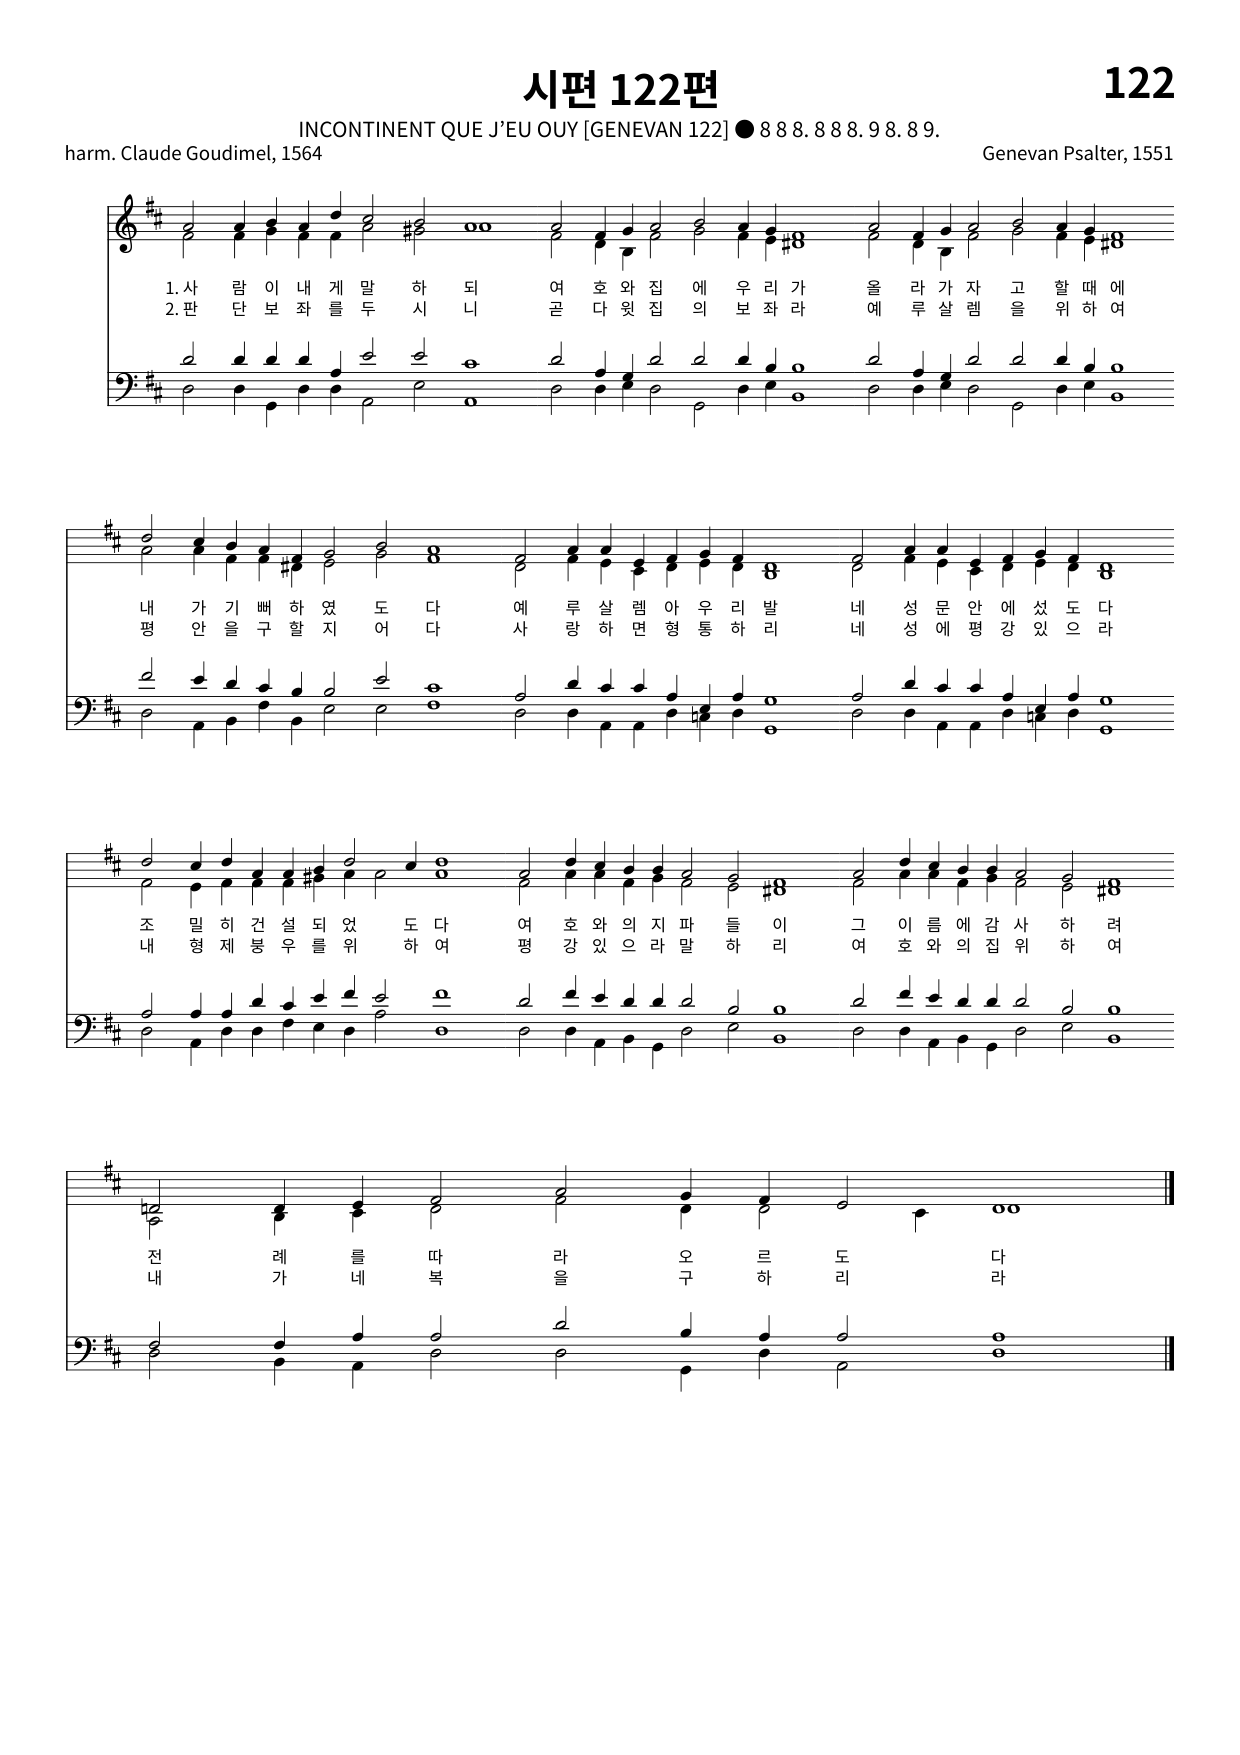 시편 122편
122
INCONTINENT QUE J’EU OUY [GENEVAN 122] ● 8 8 8. 8 8 8. 9 8. 8 9.
harm. Claude Goudimel, 1564
Genevan Psalter, 1551
1. 사 람 이 내 게 말 하 되 여 호 와 집 에 우 리 가 올 라 가 자 고 할 때 에
2. 판 단 보 좌 를 두 시 니 곧 다 윗 집 의 보 좌 라 예 루 살 렘 을 위 하 여
내 가 기 뻐 하 였 도 다 예 루 살 렘 아 우 리 발 네 성 문 안 에 섰 도 다
평 안 을 구 할 지 어 다 사 랑 하 면 형 통 하 리 네 성 에 평 강 있 으 라
조 밀 히 건 설 되 었 도 다 여 호 와 의 지 파 들 이 그 이 름 에 감 사 하 려
내 형 제 붕 우 를 위 하 여 평 강 있 으 라 말 하 리 여 호 와 의 집 위 하 여
전 례 를 따 라 오 르 도 다
내 가 네 복 을 구 하 리 라